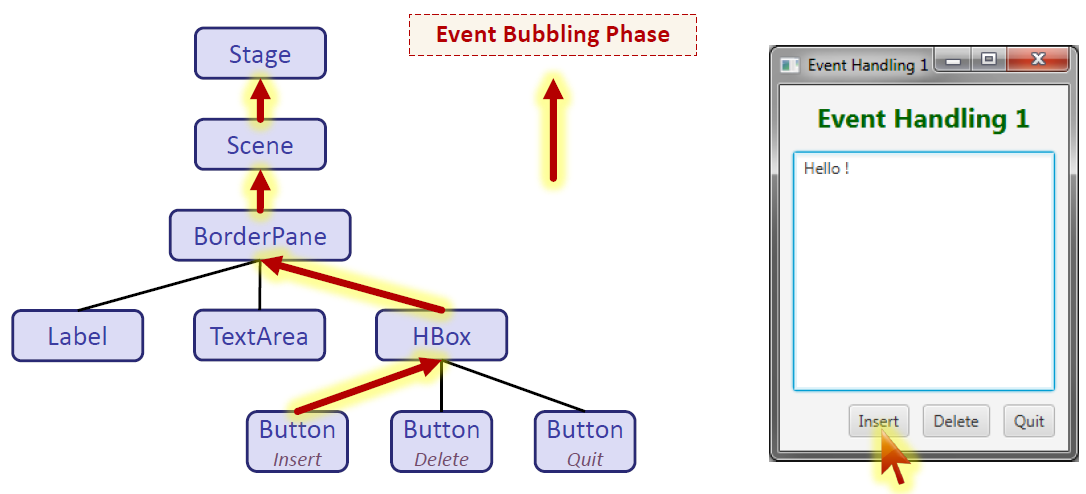 Event Bubbling Phase
Stage
Scene
BorderPane
Label
TextArea
HBox
Button
Insert
Button
Delete
Button
Quit
Event Handling 1
Event Handling 1
Hello !
Insert
Delete
Quit